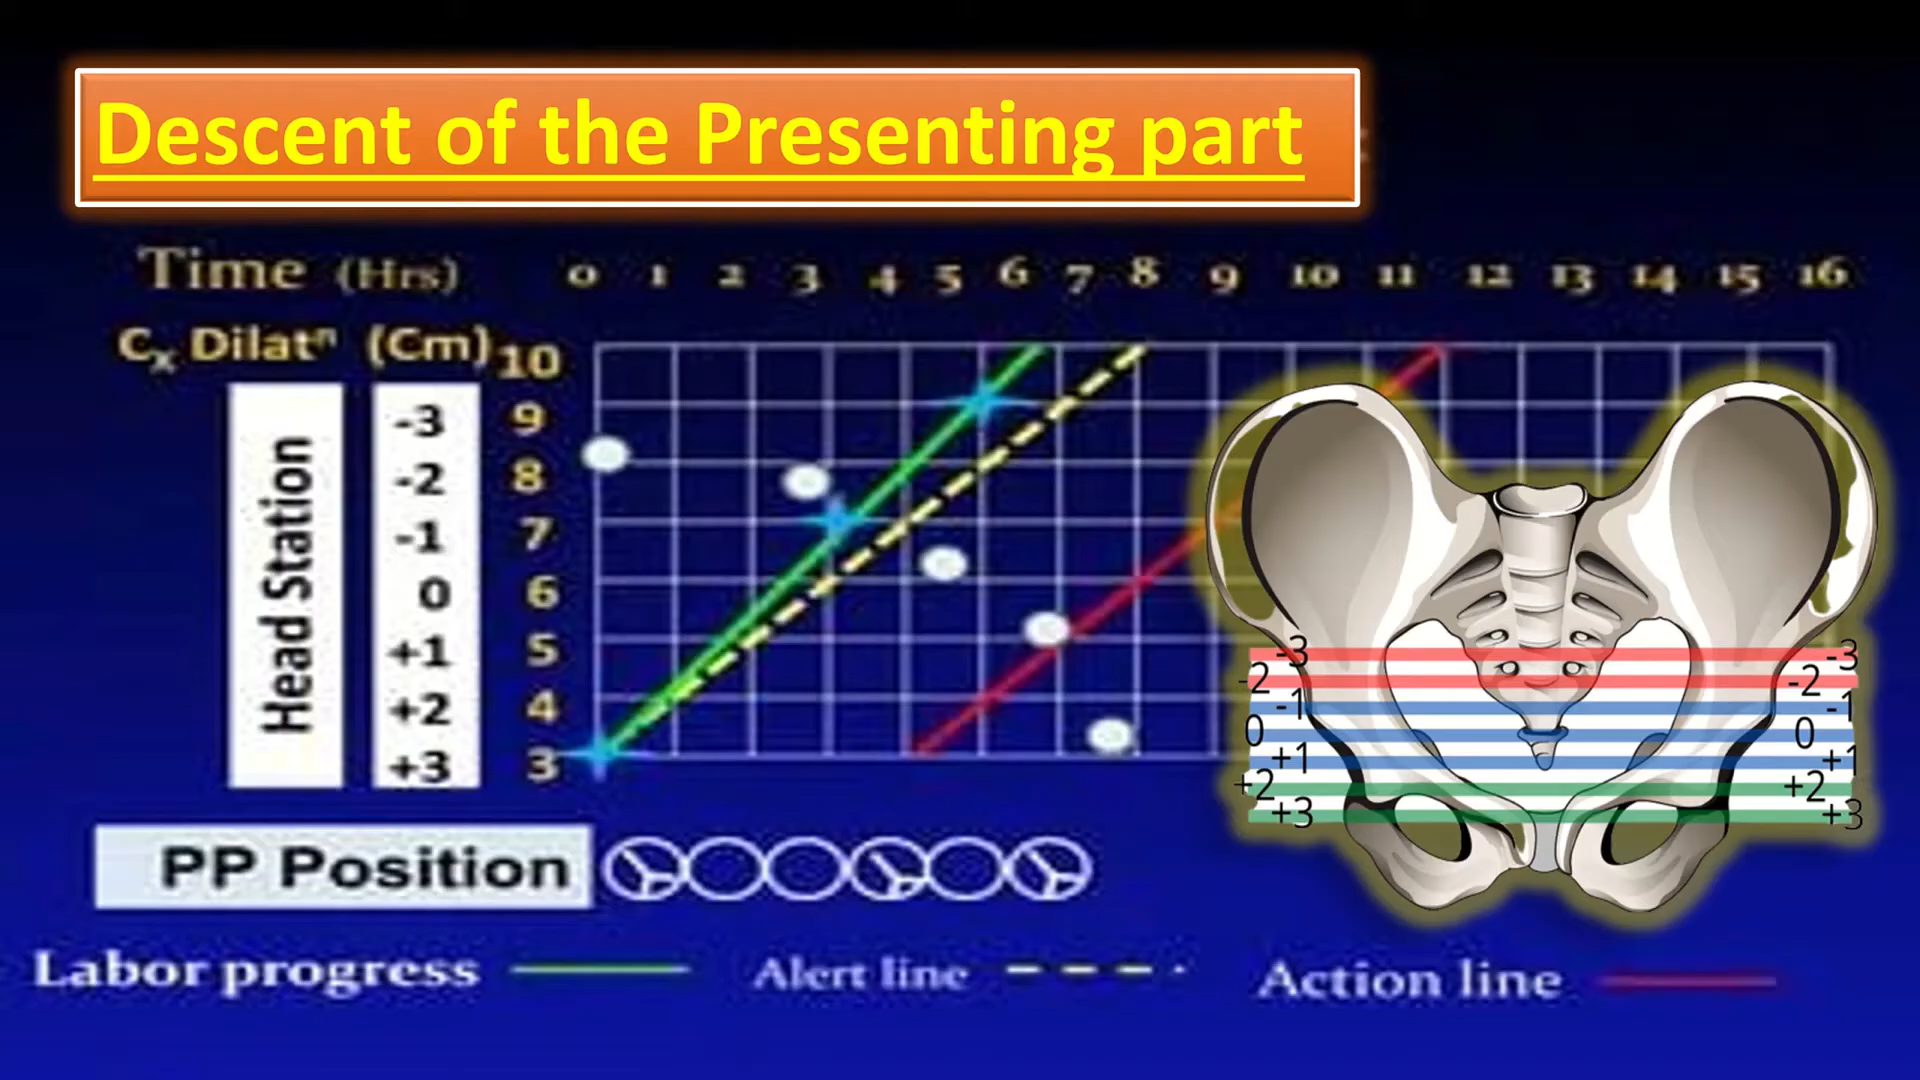 Descent of the Presenting part
Time (Hrs) 0 1 2 3 4 5 6 7 8 9 10 11 12 13 14 15 16
Cx Dilatⁿ (Cm) 10
Head Station
-3 9
-2 8
-1 7
0 6
+1 5
+2 4
+3 3
-3 -3
-2 -2
-1 -1
0 0
+1 +1
+2 +2
+3 +3
PP Position
Labor progress Alert line Action line